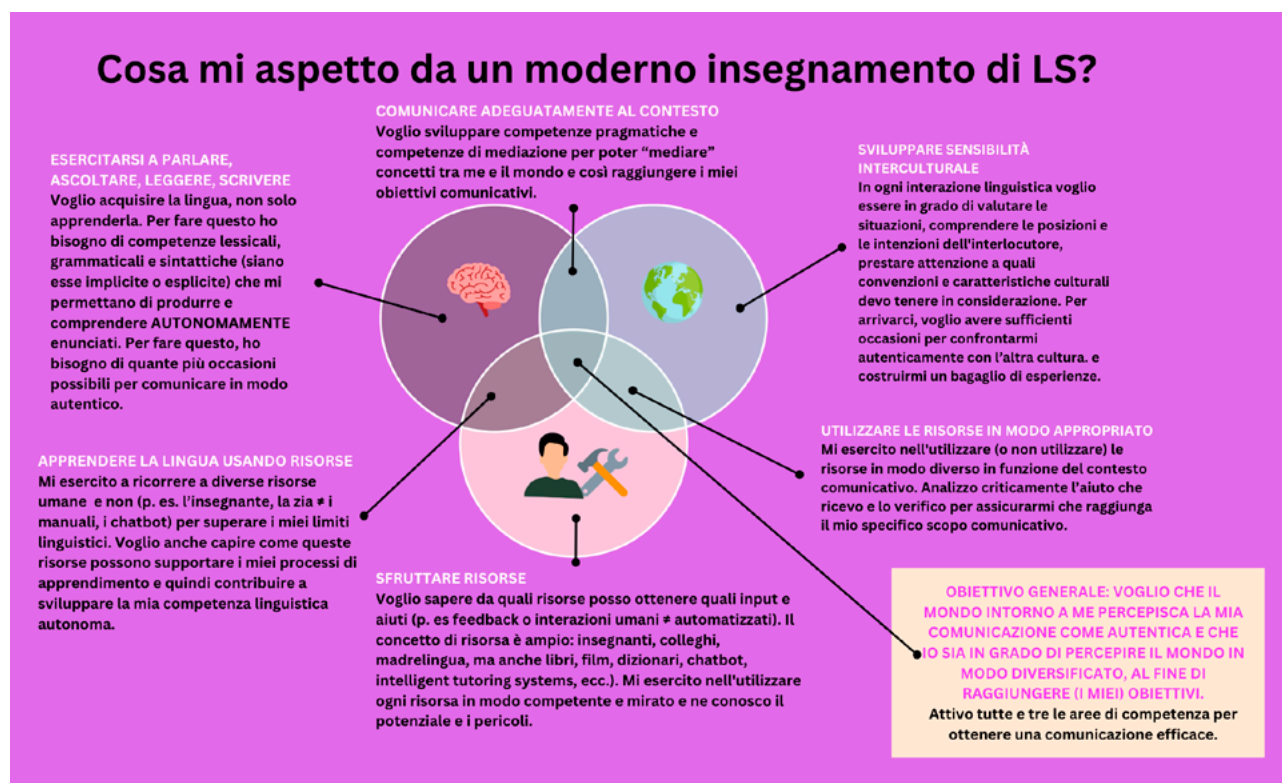 Cosa mi aspetto da un moderno insegnamento di LS?
COMUNICARE ADEGUATAMENTE AL CONTESTO
Voglio sviluppare competenze pragmatiche e
competenze di mediazione per poter “mediare”
concetti tra me e il mondo e così raggiungere i miei
obiettivi comunicativi.
ESERCITARSI A PARLARE,
ASCOLTARE, LEGGERE, SCRIVERE
Voglio acquisire la lingua, non solo
apprenderla. Per fare questo ho
bisogno di competenze lessicali,
grammaticali e sintattiche (siano
esse implicite o esplicite) che mi
permettano di produrre e
comprendere AUTONOMAMENTE
enunciati. Per fare questo, ho
bisogno di quante più occasioni
possibili per comunicare in modo
autentico.
SVILUPPARE SENSIBILITÀ
INTERCULTURALE
In ogni interazione linguistica voglio
essere in grado di valutare le
situazioni, comprendere le posizioni e
le intenzioni dell'interlocutore,
prestare attenzione a quali
convenzioni e caratteristiche culturali
devo tenere in considerazione. Per
arrivarci, voglio avere sufficienti
occasioni per confrontarmi
autenticamente con l’altra cultura. e
costruirmi un bagaglio di esperienze.
APPRENDERE LA LINGUA USANDO RISORSE
Mi esercito a ricorrere a diverse risorse
umane e non (p. es. l’insegnante, la zia ≠ i
manuali, i chatbot) per superare i miei limiti
linguistici. Voglio anche capire come queste
risorse possono supportare i miei processi di
apprendimento e quindi contribuire a
sviluppare la mia competenza linguistica
autonoma.
UTILIZZARE LE RISORSE IN MODO APPROPRIATO
Mi esercito nell'utilizzare (o non utilizzare) le
risorse in modo diverso in funzione del contesto
comunicativo. Analizzo criticamente l’aiuto che
ricevo e lo verifico per assicurarmi che raggiunga
il mio specifico scopo comunicativo.
SFRUTTARE RISORSE
Voglio sapere da quali risorse posso ottenere quali input e
aiuti (p. es feedback o interazioni umani ≠ automatizzati). Il
concetto di risorsa è ampio: insegnanti, colleghi,
madrelingua, ma anche libri, film, dizionari, chatbot,
intelligent tutoring systems, ecc.). Mi esercito nell'utilizzare
ogni risorsa in modo competente e mirato e ne conosco il
potenziale e i pericoli.
OBIETTIVO GENERALE: VOGLIO CHE IL
MONDO INTORNO A ME PERCEPISCA LA MIA
COMUNICAZIONE COME AUTENTICA E CHE
IO SIA IN GRADO DI PERCEPIRE IL MONDO IN
MODO DIVERSIFICATO, AL FINE DI
RAGGIUNGERE (I MIEI) OBIETTIVI.
Attivo tutte e tre le aree di competenza per
ottenere una comunicazione efficace.